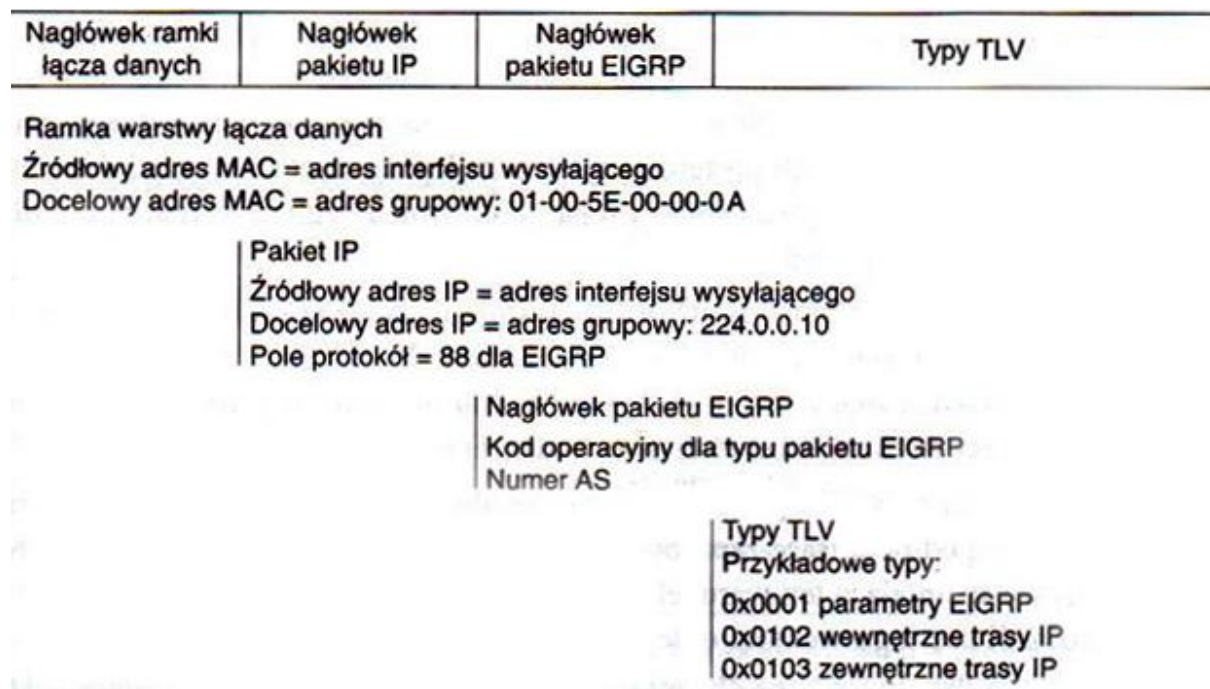 Nagłówek ramki
łącza danych
Nagłówek
pakietu IP
Nagłówek
pakietu EIGRP
Typy TLV
Ramka warstwy łącza danych
Źródłowy adres MAC = adres interfejsu wysyłającego
Docelowy adres MAC = adres grupowy: 01-00-5E-00-00-0A
Pakiet IP
Źródłowy adres IP = adres interfejsu wysyłającego
Docelowy adres IP = adres grupowy: 224.0.0.10
Pole protokół = 88 dla EIGRP
Nagłówek pakietu EIGRP
Kod operacyjny dla typu pakietu EIGRP
Numer AS
Typy TLV
Przykładowe typy:
0x0001 parametry EIGRP
0x0102 wewnętrzne trasy IP
0x0103 zewnętrzne trasy IP